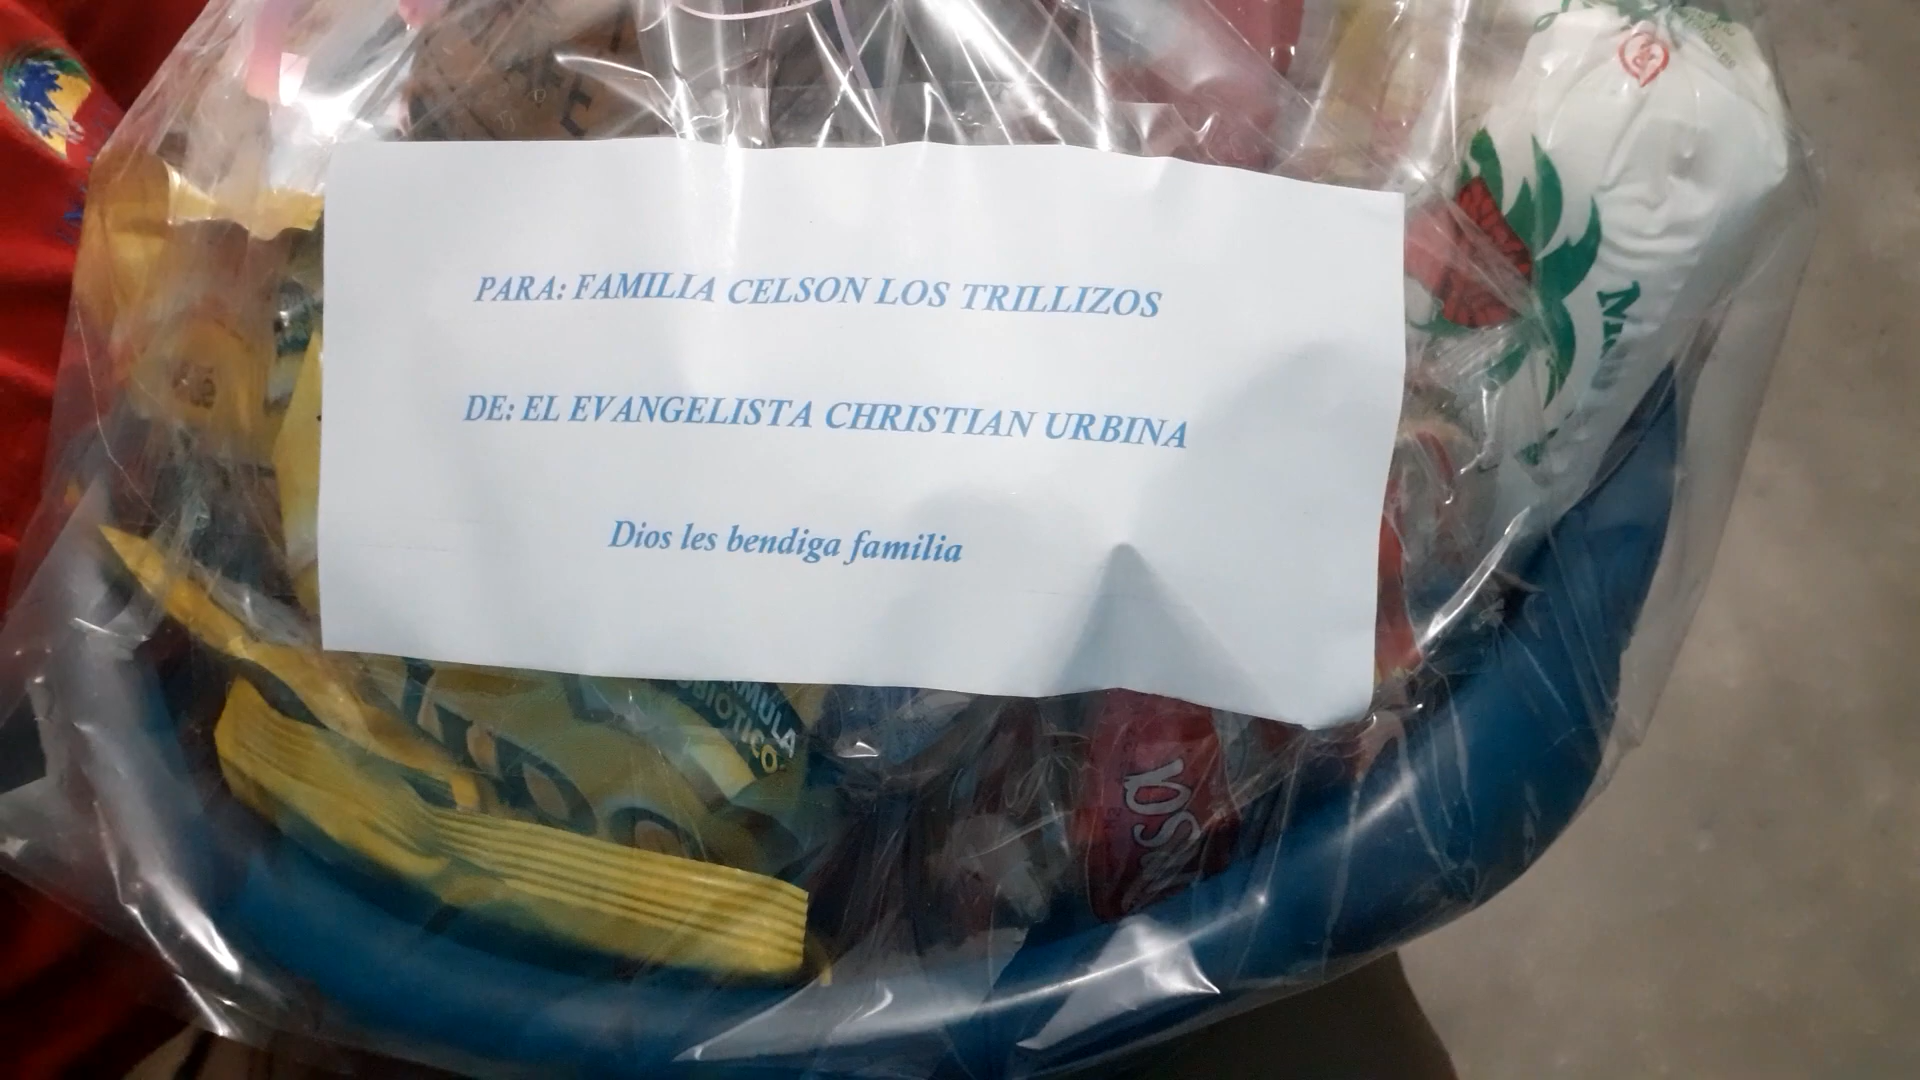 PARA: FAMILIA CELSON LOS TRILLIZOS
DE: EL EVANGELISTA CHRISTIAN URBINA
Dios les bendiga familia